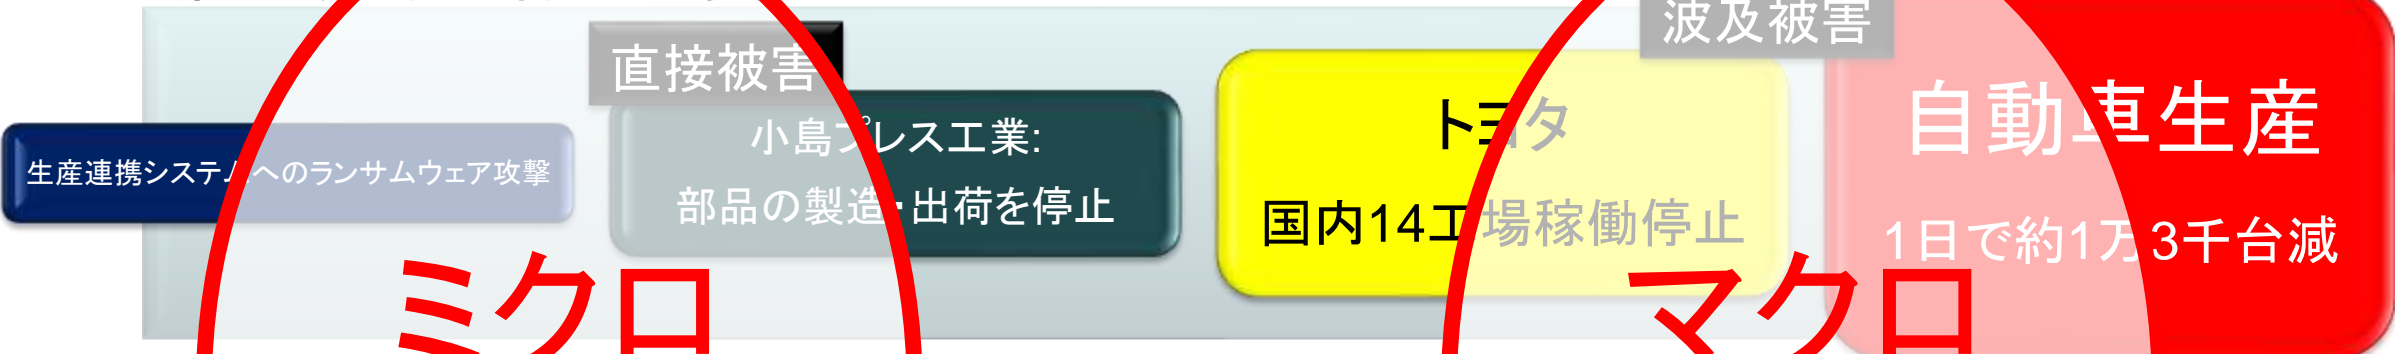 直接被害
波及被害
生産連携システムへのランサムウェア攻撃
小島プレス工業:
部品の製造・出荷を停止
トヨタ
国内14工場稼働停止
自動車生産
1日で約1万3千台減
ミクロ
マクロ